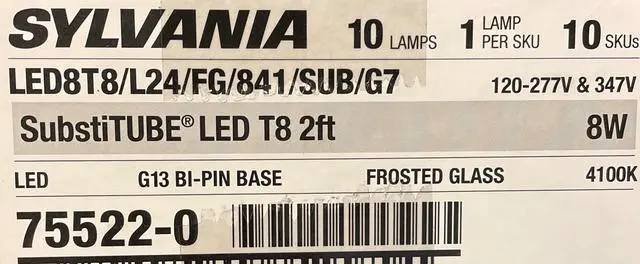 SYLVANIA 10 LAMPS 1 LAMP PER SKU 10 SKUs
LED8T8/L24/FG/841/SUB/G7 120-277V & 347V
SubstiTUBE® LED T8 2ft 8W
LED G13 BI-PIN BASE FROSTED GLASS 4100K
75522-0